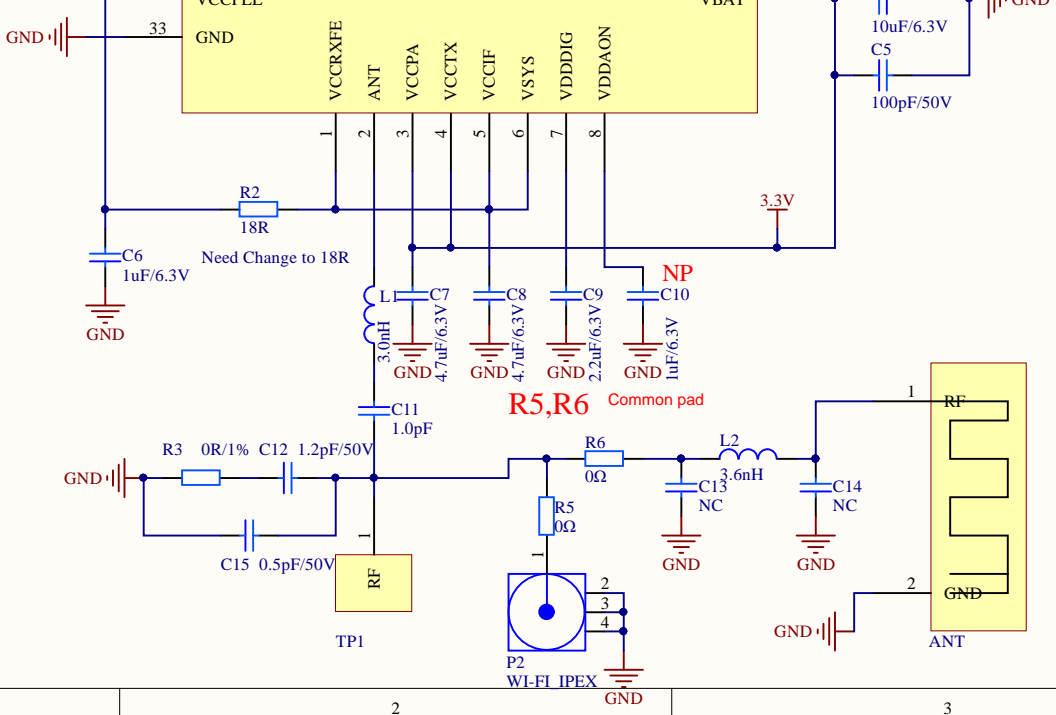 VCCPLL
VBAT
GND
33
GND
10uF/6.3V
GND
C5
100pF/50V
VCCRXFE
ANT
VCCPA
VCCTX
VCCIF
VSYS
VDDDIG
VDDAON
1
2
3
4
5
6
7
8
R2
18R
Need Change to 18R
3.3V
C6
1uF/6.3V
GND
NP
L1
3.0nH
C7
4.7uF/6.3V
GND
C8
4.7uF/6.3V
GND
C9
2.2uF/6.3V
GND
C10
1uF/6.3V
GND
R5,R6
Common pad
C11
1.0pF
R3
0R/1%
C12
1.2pF/50V
GND
C15
0.5pF/50V
1
RF
TP1
R6
0Ω
R5
0Ω
L2
3.6nH
C13
NC
GND
C14
NC
GND
1
RF
2
GND
GND
ANT
1
2
3
4
P2
WI-FI_IPEX
GND
2
3